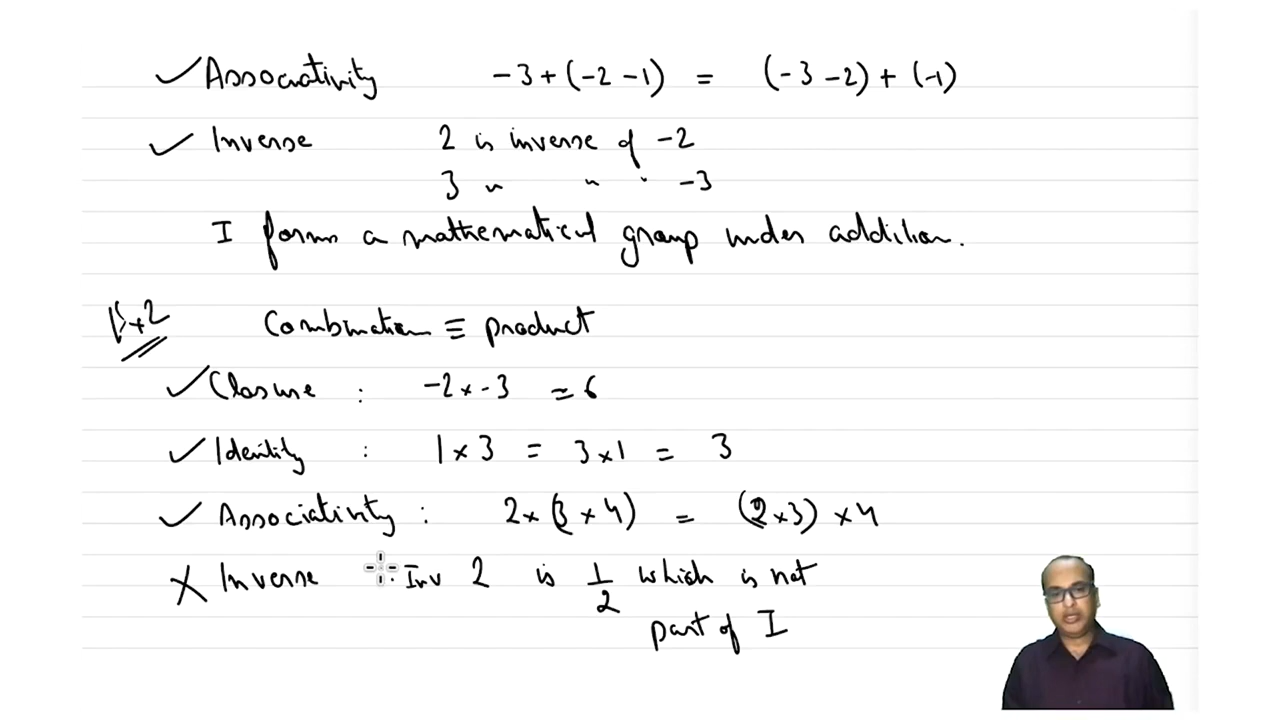 ✓ Associativity -3 + (-2 - 1) = (-3 - 2) + (-1)
✓ Inverse 2 is inverse of -2
3 " " " -3
I forms a mathematical group under addition.
Ex 2 Combination ≡ product
✓ Closure : -2 x -3 = 6
✓ Identity : 1 x 3 = 3 x 1 = 3
✓ Associativity : 2 x (3 x 4) = (2 x 3) x 4
X Inverse : Inv 2 is 1/2 which is not
part of I